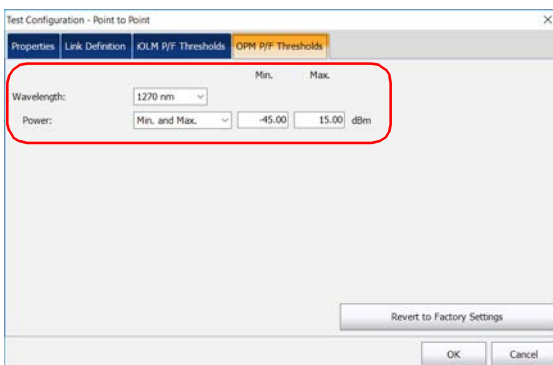 Test Configuration - Point to Point
Properties Link Definition iOLM P/F Thresholds OPM P/F Thresholds
Min. Max.
Wavelength: 1270 nm
Power: Min. and Max. -45.00 15.00 dBm
Revert to Factory Settings
OK Cancel